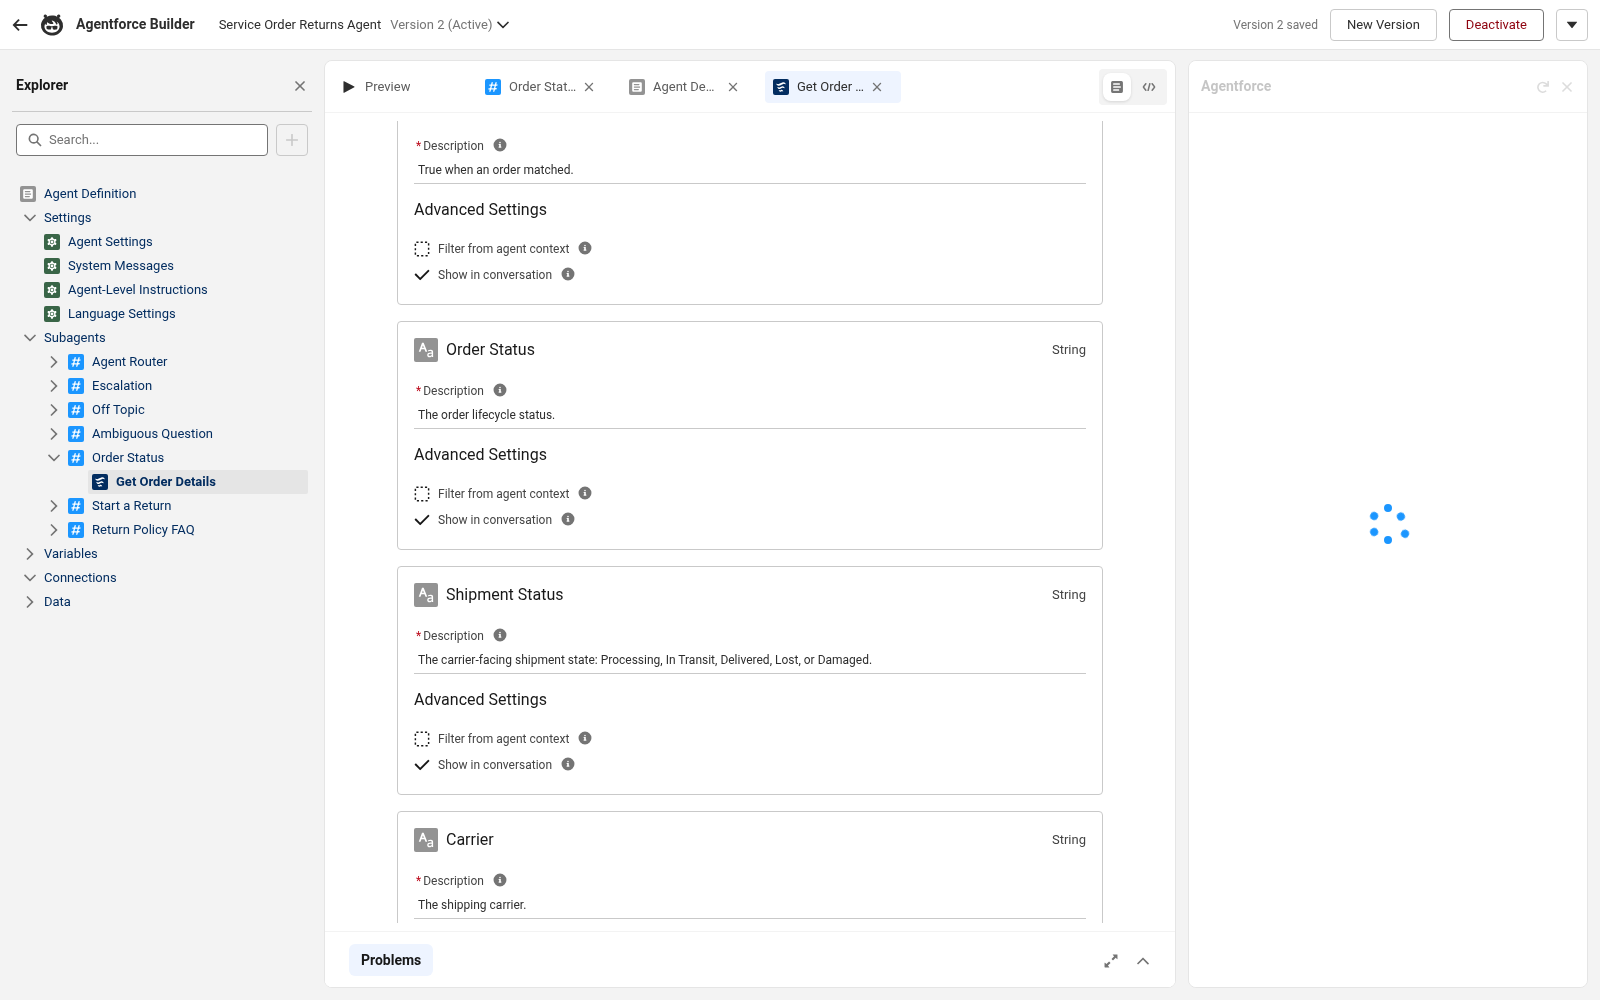 Agentforce Builder
Service Order Returns Agent
Version 2 (Active)
Version 2 saved
New Version
Deactivate
Explorer
Search...
Agent Definition
Settings
Agent Settings
System Messages
Agent-Level Instructions
Language Settings
Subagents
Agent Router
Escalation
Off Topic
Ambiguous Question
Order Status
Get Order Details
Start a Return
Return Policy FAQ
Variables
Connections
Data
Preview
Order Stat...
Agent De...
Get Order ...
* Description
True when an order matched.
Advanced Settings
Filter from agent context
Show in conversation
Order Status
String
* Description
The order lifecycle status.
Advanced Settings
Filter from agent context
Show in conversation
Shipment Status
String
* Description
The carrier-facing shipment state: Processing, In Transit, Delivered, Lost, or Damaged.
Advanced Settings
Filter from agent context
Show in conversation
Carrier
String
* Description
The shipping carrier.
Problems
Agentforce